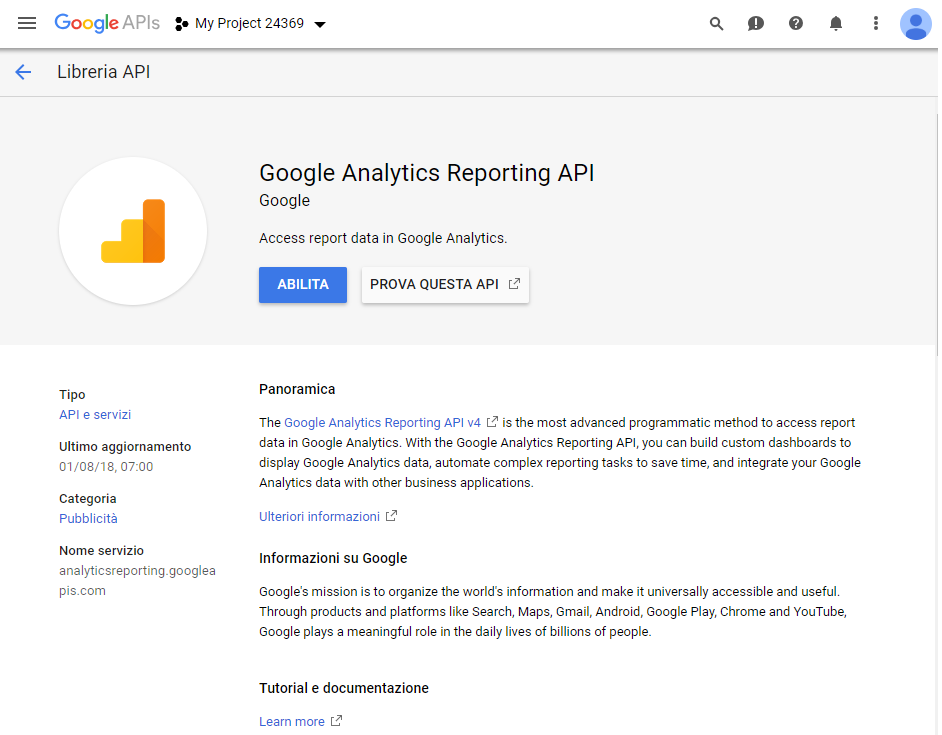 Google APIs My Project 24369
Libreria API
Google Analytics Reporting API
Google
Access report data in Google Analytics.
ABILITA PROVA QUESTA API
Tipo
API e servizi
Ultimo aggiornamento
01/08/18, 07:00
Categoria
Pubblicità
Nome servizio
analyticsreporting.googlea
pis.com
Panoramica
The Google Analytics Reporting API v4 is the most advanced programmatic method to access report
data in Google Analytics. With the Google Analytics Reporting API, you can build custom dashboards to
display Google Analytics data, automate complex reporting tasks to save time, and integrate your Google
Analytics data with other business applications.
Ulteriori informazioni
Informazioni su Google
Google's mission is to organize the world's information and make it universally accessible and useful.
Through products and platforms like Search, Maps, Gmail, Android, Google Play, Chrome and YouTube,
Google plays a meaningful role in the daily lives of billions of people.
Tutorial e documentazione
Learn more